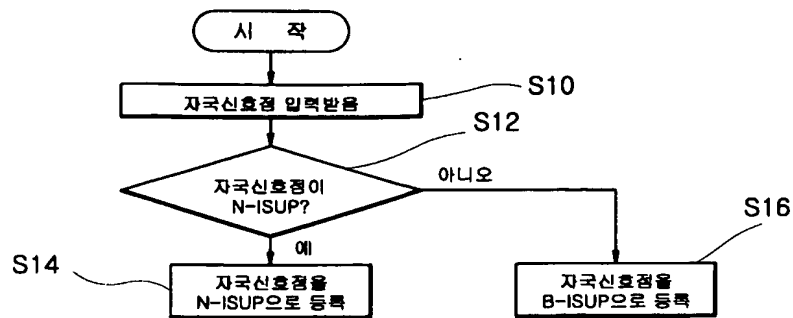 시 작
자국신호점 입력받음
S10
S12
자국신호점이
N-ISUP?
아니오
예
S14
자국신호점을
N-ISUP으로 등록
S16
자국신호점을
B-ISUP으로 등록